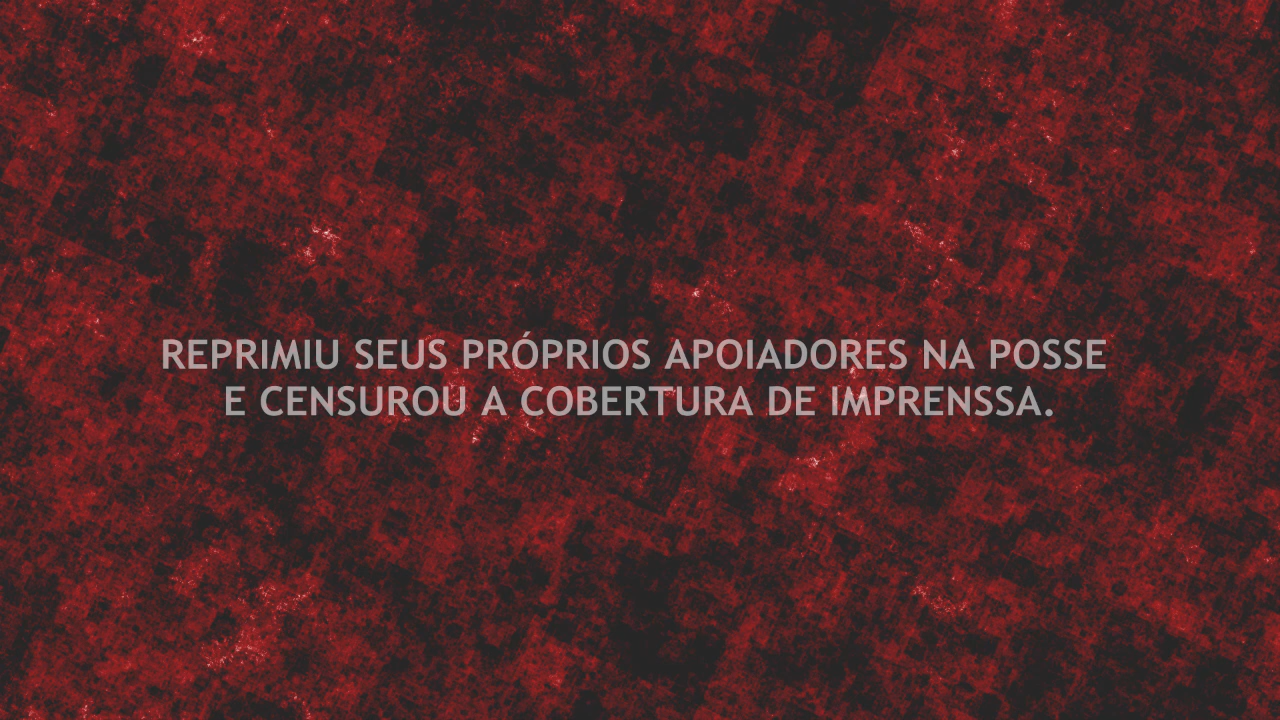 REPRIMIU SEUS PRÓPRIOS APOIADORES NA POSSE
E CENSUROU A COBERTURA DE IMPRENSSA.